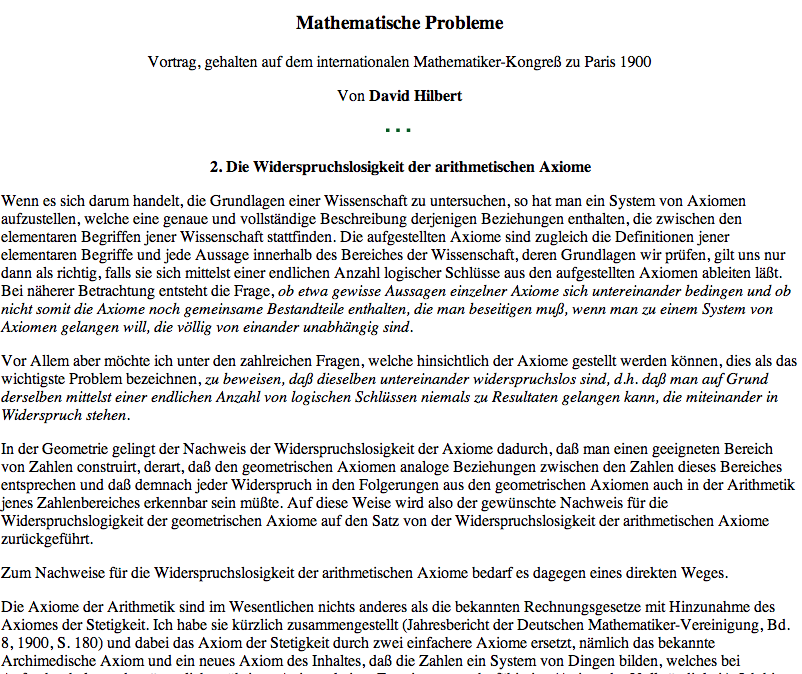 Mathematische Probleme
Vortrag, gehalten auf dem internationalen Mathematiker-Kongreß zu Paris 1900
Von David Hilbert
▪ ▪ ▪
2. Die Widerspruchslosigkeit der arithmetischen Axiome
Wenn es sich darum handelt, die Grundlagen einer Wissenschaft zu untersuchen, so hat man ein System von Axiomen
aufzustellen, welche eine genaue und vollständige Beschreibung derjenigen Beziehungen enthalten, die zwischen den
elementaren Begriffen jener Wissenschaft stattfinden. Die aufgestellten Axiome sind zugleich die Definitionen jener
elementaren Begriffe und jede Aussage innerhalb des Bereiches der Wissenschaft, deren Grundlagen wir prüfen, gilt uns nur
dann als richtig, falls sie sich mittelst einer endlichen Anzahl logischer Schlüsse aus den aufgestellten Axiomen ableiten läßt.
Bei näherer Betrachtung entsteht die Frage, ob etwa gewisse Aussagen einzelner Axiome sich untereinander bedingen und ob
nicht somit die Axiome noch gemeinsame Bestandteile enthalten, die man beseitigen muß, wenn man zu einem System von
Axiomen gelangen will, die völlig von einander unabhängig sind.
Vor Allem aber möchte ich unter den zahlreichen Fragen, welche hinsichtlich der Axiome gestellt werden können, dies als das
wichtigste Problem bezeichnen, zu beweisen, daß dieselben untereinander widerspruchslos sind, d.h. daß man auf Grund
derselben mittelst einer endlichen Anzahl von logischen Schlüssen niemals zu Resultaten gelangen kann, die miteinander in
Widerspruch stehen.
In der Geometrie gelingt der Nachweis der Widerspruchslosigkeit der Axiome dadurch, daß man einen geeigneten Bereich
von Zahlen construirt, derart, daß den geometrischen Axiomen analoge Beziehungen zwischen den Zahlen dieses Bereiches
entsprechen und daß demnach jeder Widerspruch in den Folgerungen aus den geometrischen Axiomen auch in der Arithmetik
jenes Zahlenbereiches erkennbar sein müßte. Auf diese Weise wird also der gewünschte Nachweis für die
Widerspruchslogigkeit der geometrischen Axiome auf den Satz von der Widerspruchslosigkeit der arithmetischen Axiome
zurückgeführt.
Zum Nachweise für die Widerspruchslosigkeit der arithmetischen Axiome bedarf es dagegen eines direkten Weges.
Die Axiome der Arithmetik sind im Wesentlichen nichts anderes als die bekannten Rechnungsgesetze mit Hinzunahme des
Axiomes der Stetigkeit. Ich habe sie kürzlich zusammengestellt (Jahresbericht der Deutschen Mathematiker-Vereinigung, Bd.
8, 1900, S. 180) und dabei das Axiom der Stetigkeit durch zwei einfachere Axiome ersetzt, nämlich das bekannte
Archimedische Axiom und ein neues Axiom des Inhaltes, daß die Zahlen ein System von Dingen bilden, welches bei